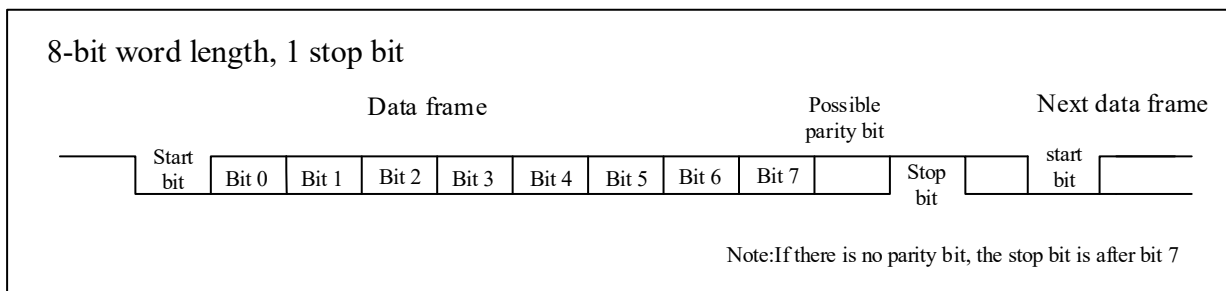 8-bit word length, 1 stop bit
Data frame
Possible
parity bit
Next data frame
Start
bit
Bit 0
Bit 1
Bit 2
Bit 3
Bit 4
Bit 5
Bit 6
Bit 7
Stop
bit
start
bit
Note:If there is no parity bit, the stop bit is after bit 7